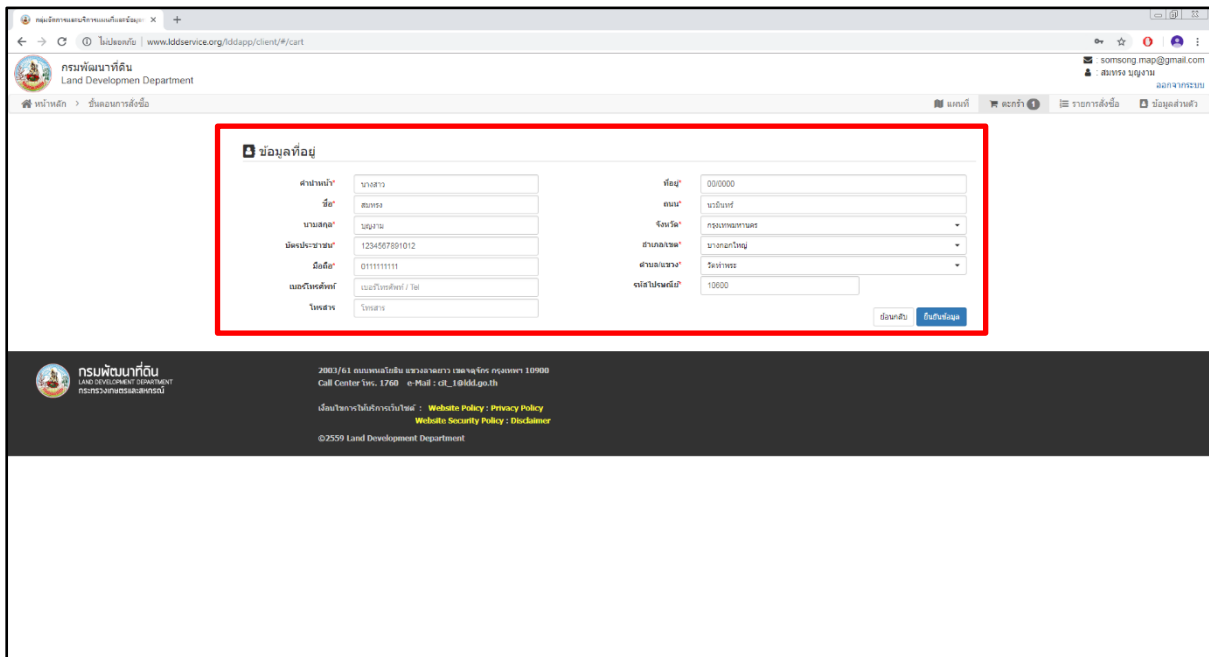 กลุ่มจัดการและบริการแผนที่และข้อมูล
ไม่ปลอดภัย | www.lddservice.org/lddapp/client/#/cart
กรมพัฒนาที่ดิน
Land Developmen Department
: somsong.map@gmail.com
: สมทรง บุญงาม
ออกจากระบบ
หน้าหลัก > ขั้นตอนการสั่งซื้อ
แผนที่ ตะกร้า 1 รายการสั่งซื้อ ข้อมูลส่วนตัว
ข้อมูลที่อยู่
คำนำหน้า* นางสาว
ชื่อ* สมทรง
นามสกุล* บุญงาม
บัตรประชาชน* 1234567891012
มือถือ* 0111111111
เบอร์โทรศัพท์ เบอร์โทรศัพท์ / Tel
โทรสาร โทรสาร
ที่อยู่* 00/0000
ถนน* นวมินทร์
จังหวัด* กรุงเทพมหานคร
อำเภอ/เขต* บางกอกใหญ่
ตำบล/แขวง* วัดท่าพระ
รหัสไปรษณีย์* 10600
ย้อนกลับ ยืนยันข้อมูล
กรมพัฒนาที่ดิน
LAND DEVELOPMENT DEPARTMENT
กระทรวงเกษตรและสหกรณ์
2003/61 ถนนพหลโยธิน แขวงลาดยาว เขตจตุจักร กรุงเทพฯ 10900
Call Center โทร. 1760 e-Mail : cit_1@ldd.go.th
เงื่อนไขการให้บริการเว็บไซต์ : Website Policy : Privacy Policy
Website Security Policy : Disclaimer
©2559 Land Development Department